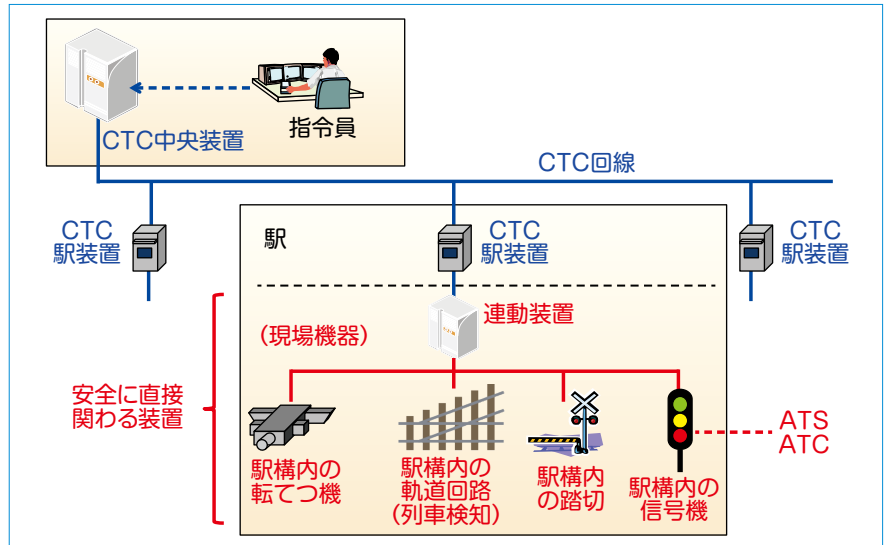 指令員
CTC中央装置
CTC回線
CTC
駅装置
駅
CTC
駅装置
CTC
駅装置
連動装置
(現場機器)
安全に直接
関わる装置
駅構内の
転てつ機
駅構内の
軌道回路
(列車検知)
駅構内
の踏切
駅構内の
信号機
ATS
ATC